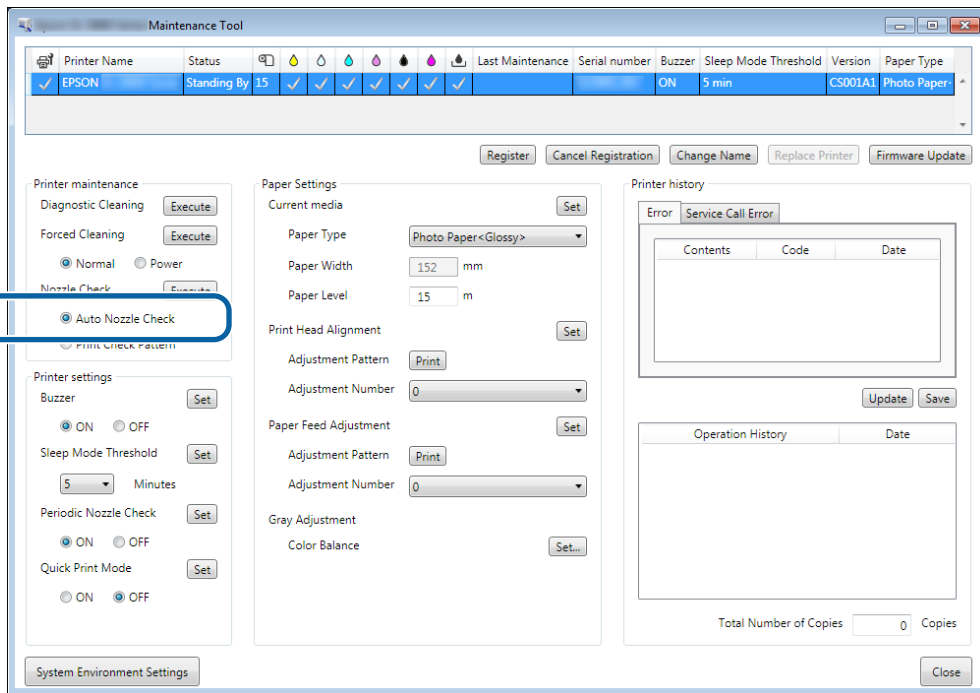 Maintenance Tool
Printer Name Status Last Maintenance Serial number Buzzer Sleep Mode Threshold Version Paper Type
EPSON Standing By 15 ON 5 min CS001A1 Photo Paper
Register Cancel Registration Change Name Replace Printer Firmware Update
Printer maintenance
Diagnostic Cleaning Execute
Forced Cleaning Execute
Normal Power
Nozzle Check Execute
Auto Nozzle Check
Print Check Pattern
Printer settings
Buzzer Set
ON OFF
Sleep Mode Threshold Set
5 Minutes
Periodic Nozzle Check Set
ON OFF
Quick Print Mode Set
ON OFF
Paper Settings
Current media Set
Paper Type Photo Paper<Glossy>
Paper Width 152 mm
Paper Level 15 m
Print Head Alignment Set
Adjustment Pattern Print
Adjustment Number 0
Paper Feed Adjustment Set
Adjustment Pattern Print
Adjustment Number 0
Gray Adjustment
Color Balance Set...
Printer history
Error Service Call Error
Contents Code Date
Update Save
Operation History Date
Total Number of Copies 0 Copies
System Environment Settings Close